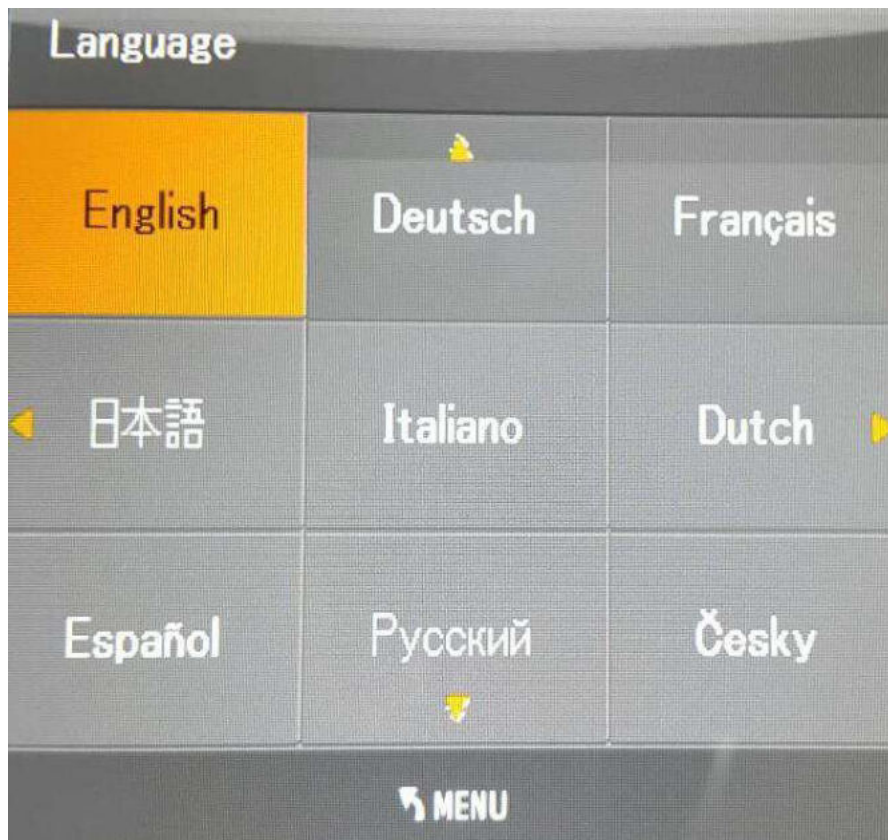 Language
English Deutsch Français
日本語 Italiano Dutch
Español Русский Česky
MENU